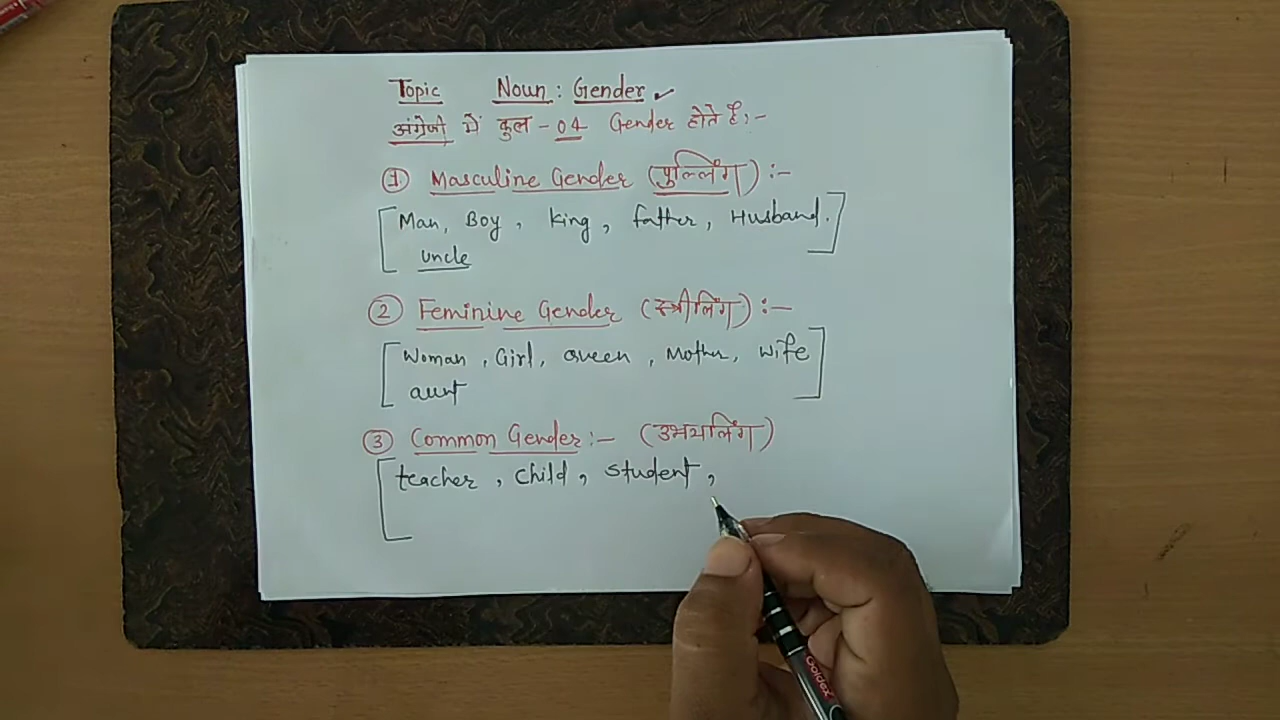 Topic Noun : Gender ✓
अंग्रेजी में कुल - 04 Gender होते है :-
① Masculine Gender (पुल्लिंग) :-
[Man, Boy, king, father, Husband.]
uncle
② Feminine Gender (स्त्रीलिंग) :-
[Woman, Girl, Queen, Mother, wife]
aunt
③ Common Gender :- (उभयलिंग)
[teacher, child, student,
Goldex